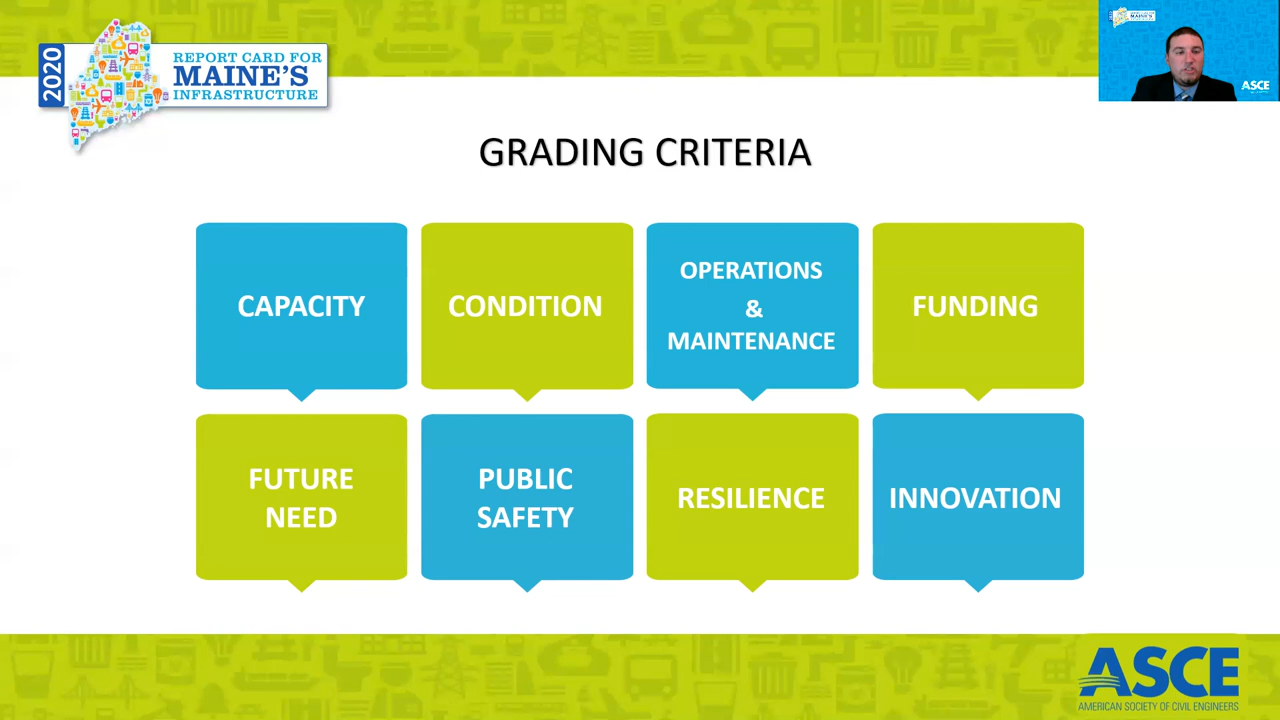 2020
REPORT CARD FOR
MAINE'S
INFRASTRUCTURE
MAINE'S
ASCE
GRADING CRITERIA
CAPACITY
CONDITION
OPERATIONS
&
MAINTENANCE
FUNDING
FUTURE
NEED
PUBLIC
SAFETY
RESILIENCE
INNOVATION
ASCE
AMERICAN SOCIETY OF CIVIL ENGINEERS